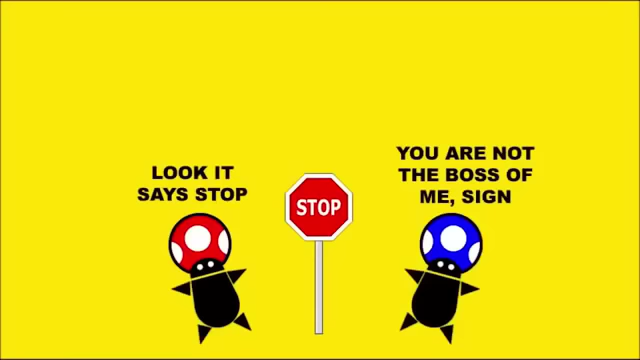 LOOK IT
SAYS STOP
STOP
YOU ARE NOT
THE BOSS OF
ME, SIGN